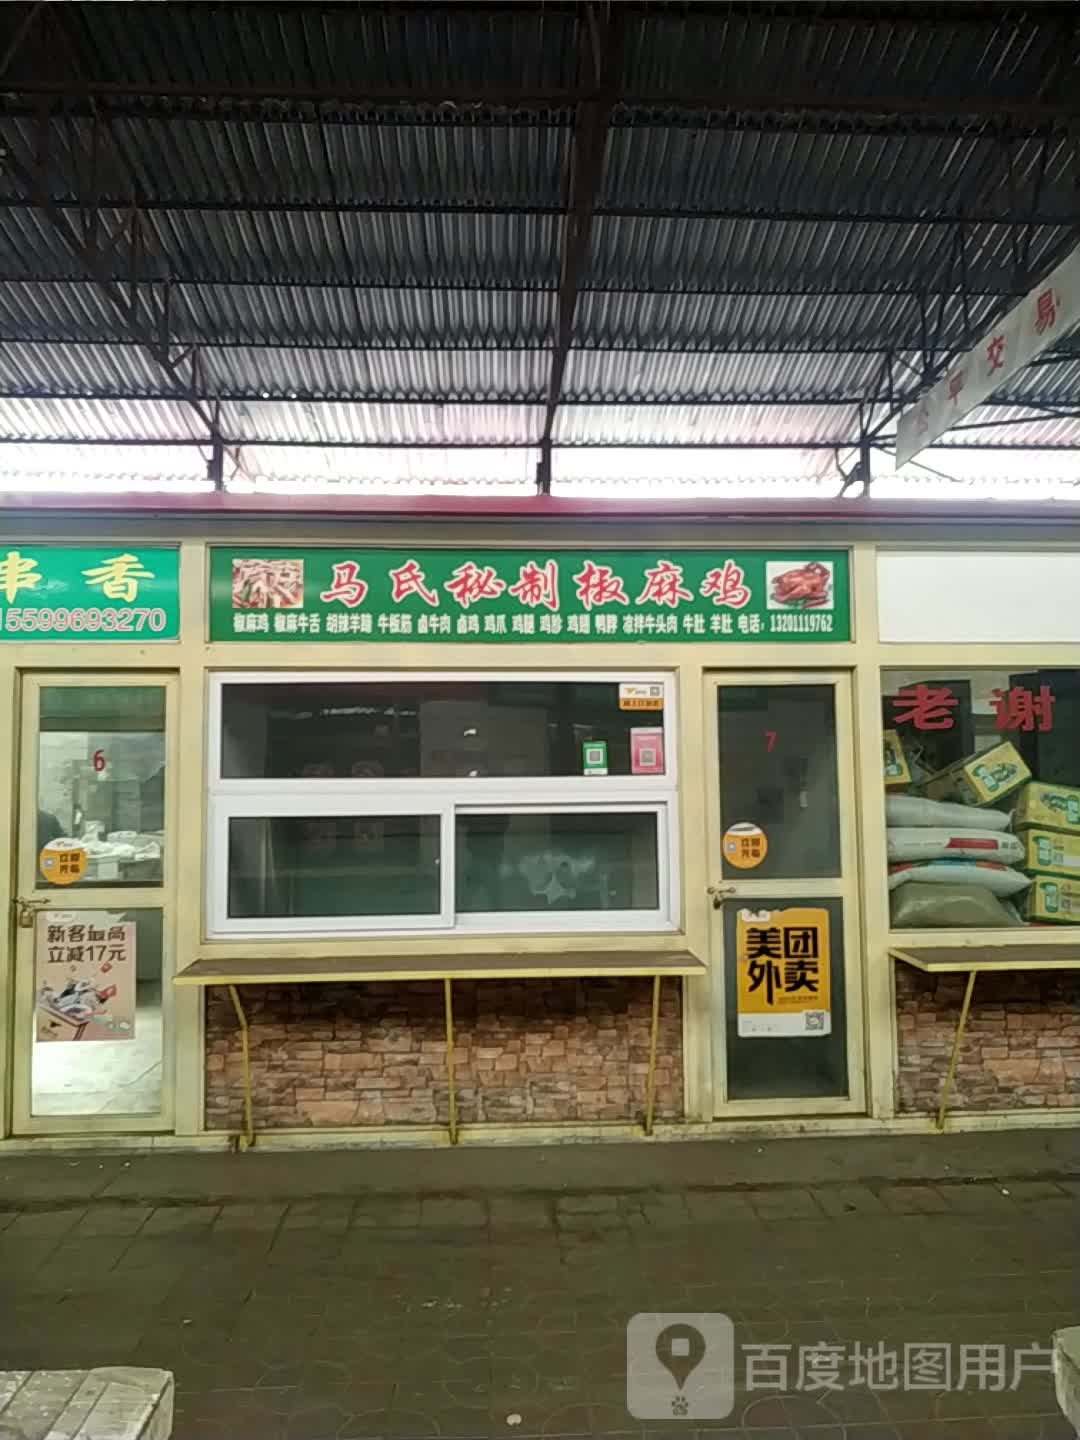 公平交易
串香
15599693270
马氏秘制椒麻鸡
椒麻鸡 椒麻牛舌 胡辣羊蹄 牛板筋 卤牛肉 卤鸡 鸡爪 鸡腿 鸡胗 鸡翅 鸭脖 凉拌牛头肉 牛肚 羊肚 电话：13201119762
老谢
6
7
新客最高
立减17元
美团
外卖
百度地图用户